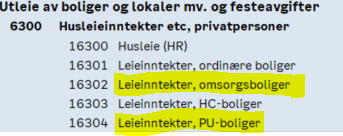 Utleie av boliger og lokaler mv. og festeavgifter
6300 Husleieinntekter etc, privatpersoner
16300 Husleie (HR)
16301 Leieinntekter, ordinære boliger
16302 Leieinntekter, omsorgsboliger
16303 Leieinntekter, HC-boliger
16304 Leieinntekter, PU-boliger